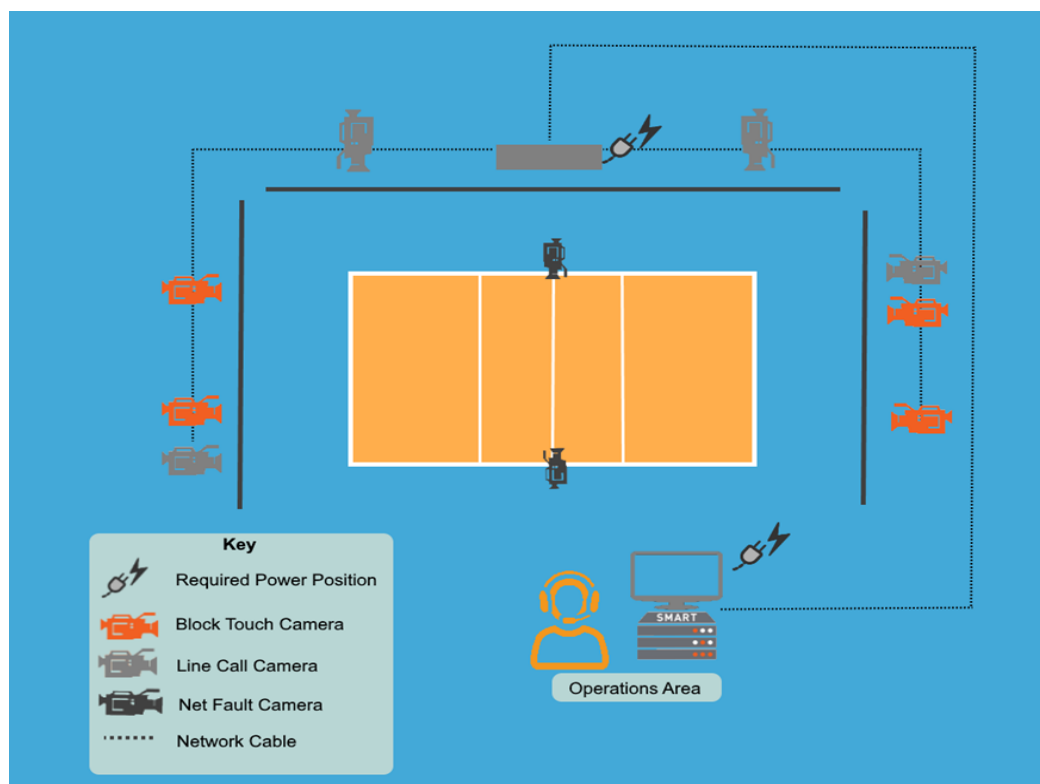 SMART
Operations Area
Key
Required Power Position
Block Touch Camera
Line Call Camera
Net Fault Camera
Network Cable